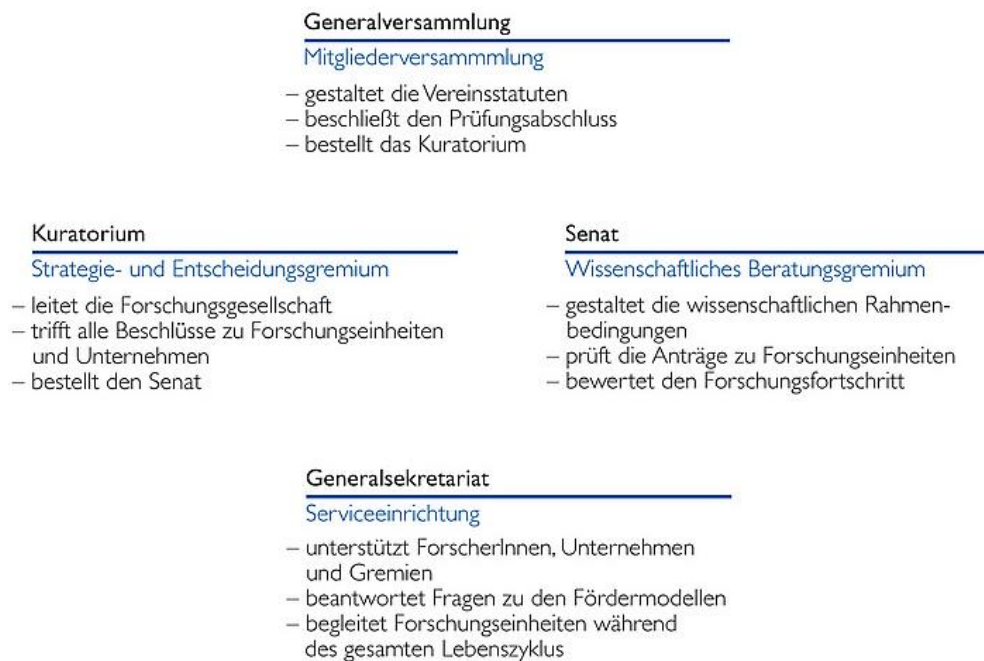 Generalversammlung
Mitgliederversammmlung
– gestaltet die Vereinsstatuten
– beschließt den Prüfungsabschluss
– bestellt das Kuratorium
Kuratorium
Strategie- und Entscheidungsgremium
– leitet die Forschungsgesellschaft
– trifft alle Beschlüsse zu Forschungseinheiten
und Unternehmen
– bestellt den Senat
Senat
Wissenschaftliches Beratungsgremium
– gestaltet die wissenschaftlichen Rahmen-
bedingungen
– prüft die Anträge zu Forschungseinheiten
– bewertet den Forschungsfortschritt
Generalsekretariat
Serviceeinrichtung
– unterstützt ForscherInnen, Unternehmen
und Gremien
– beantwortet Fragen zu den Fördermodellen
– begleitet Forschungseinheiten während
des gesamten Lebenszyklus